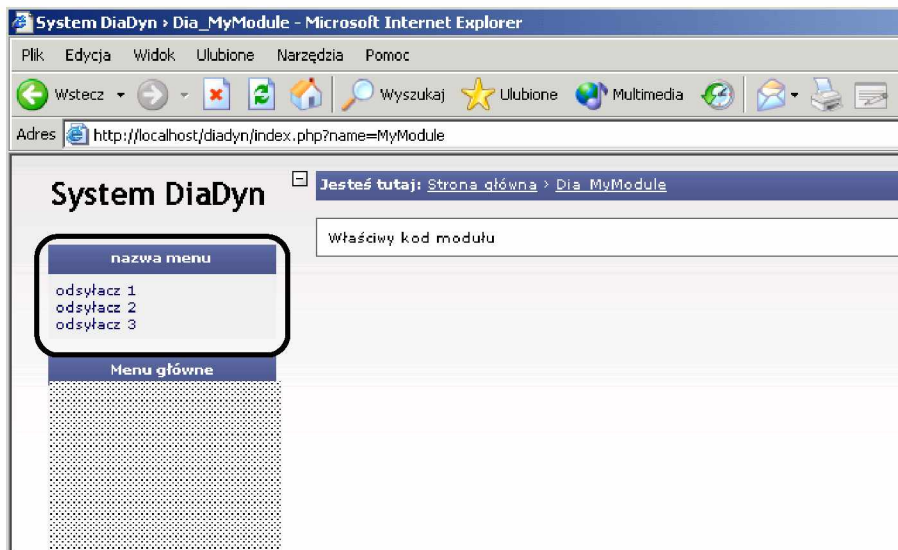 System DiaDyn › Dia_MyModule - Microsoft Internet Explorer
Plik Edycja Widok Ulubione Narzędzia Pomoc
Wstecz Wyszukaj Ulubione Multimedia
Adres http://localhost/diadyn/index.php?name=MyModule
System DiaDyn
Jesteś tutaj: Strona główna › Dia_MyModule
Właściwy kod modułu
nazwa menu
odsyłacz 1
odsyłacz 2
odsyłacz 3
Menu główne